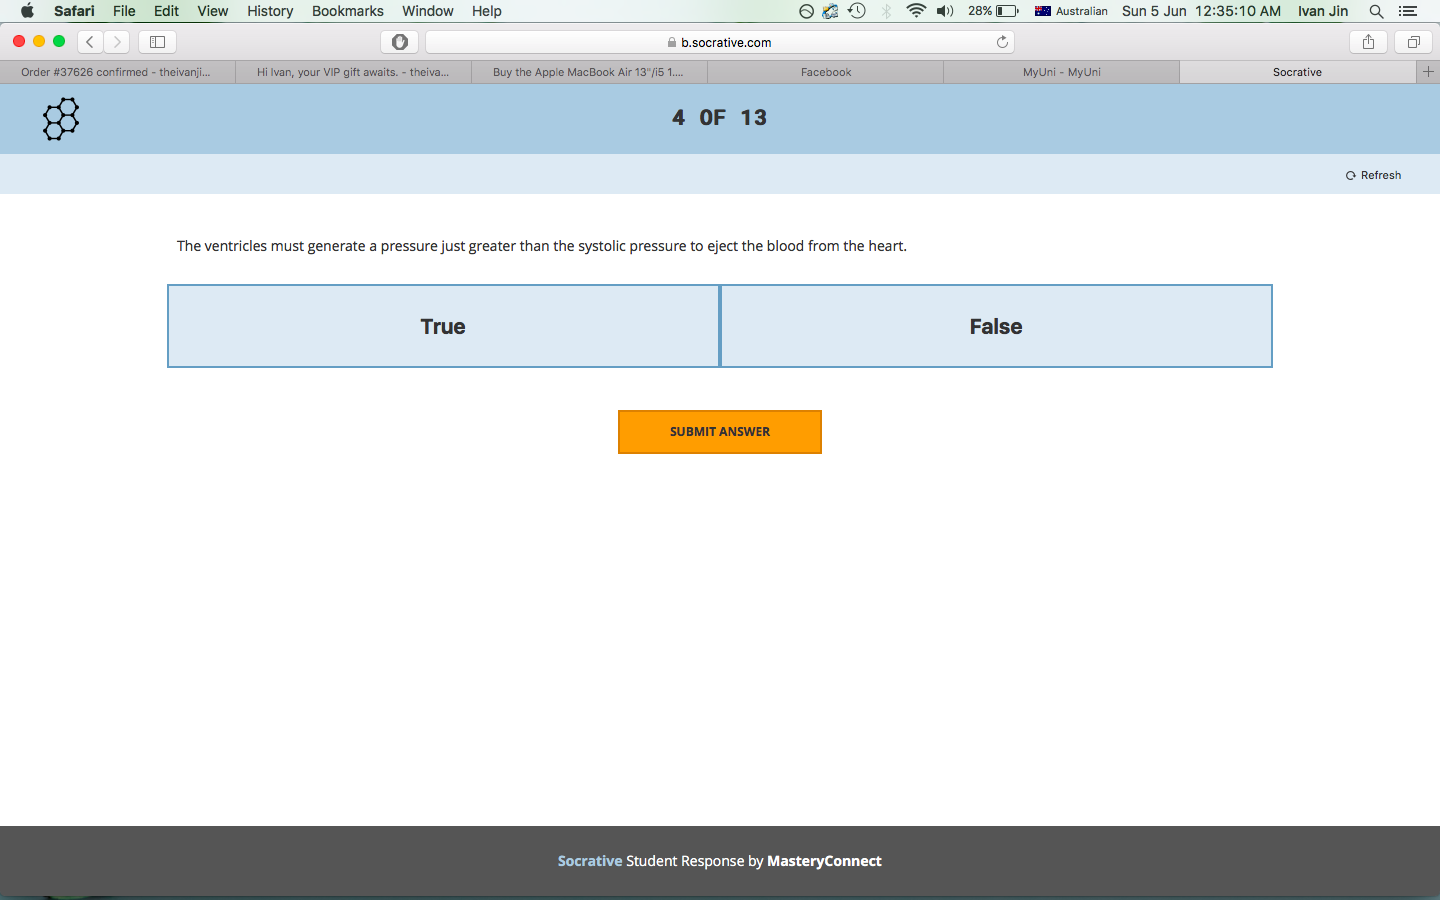 Safari File Edit View History Bookmarks Window Help 28% Australian Sun 5 Jun 12:35:10 AM Ivan Jin
b.socrative.com
Order #37626 confirmed - theivanji... Hi Ivan, your VIP gift awaits. - theiva... Buy the Apple MacBook Air 13"/i5 1.... Facebook MyUni - MyUni Socrative
4 OF 13
Refresh
The ventricles must generate a pressure just greater than the systolic pressure to eject the blood from the heart.
True False
SUBMIT ANSWER
Socrative Student Response by MasteryConnect